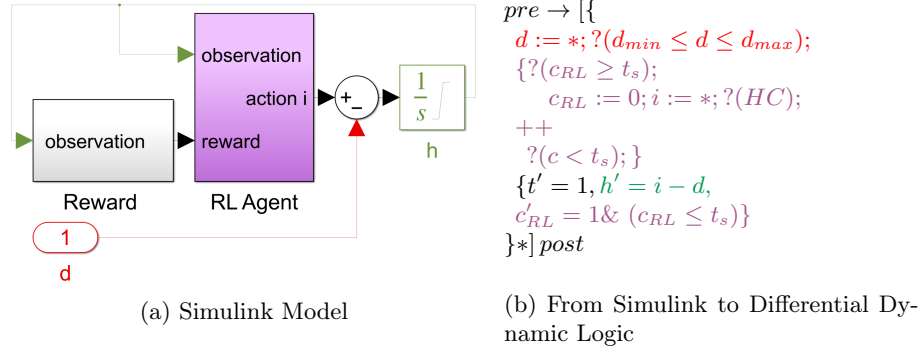 observation
action i
reward
+
−
1
s
h
observation
Reward
RL Agent
1
d
(a) Simulink Model
pre → [{
d := ∗; ?(d_min ≤ d ≤ d_max);
{?(c_RL ≥ t_s);
c_RL := 0; i := ∗; ?(HC);
++
?(c < t_s); }
{t′ = 1, h′ = i − d,
c′_RL = 1& (c_RL ≤ t_s)}
}∗] post
(b) From Simulink to Differential Dy-
namic Logic